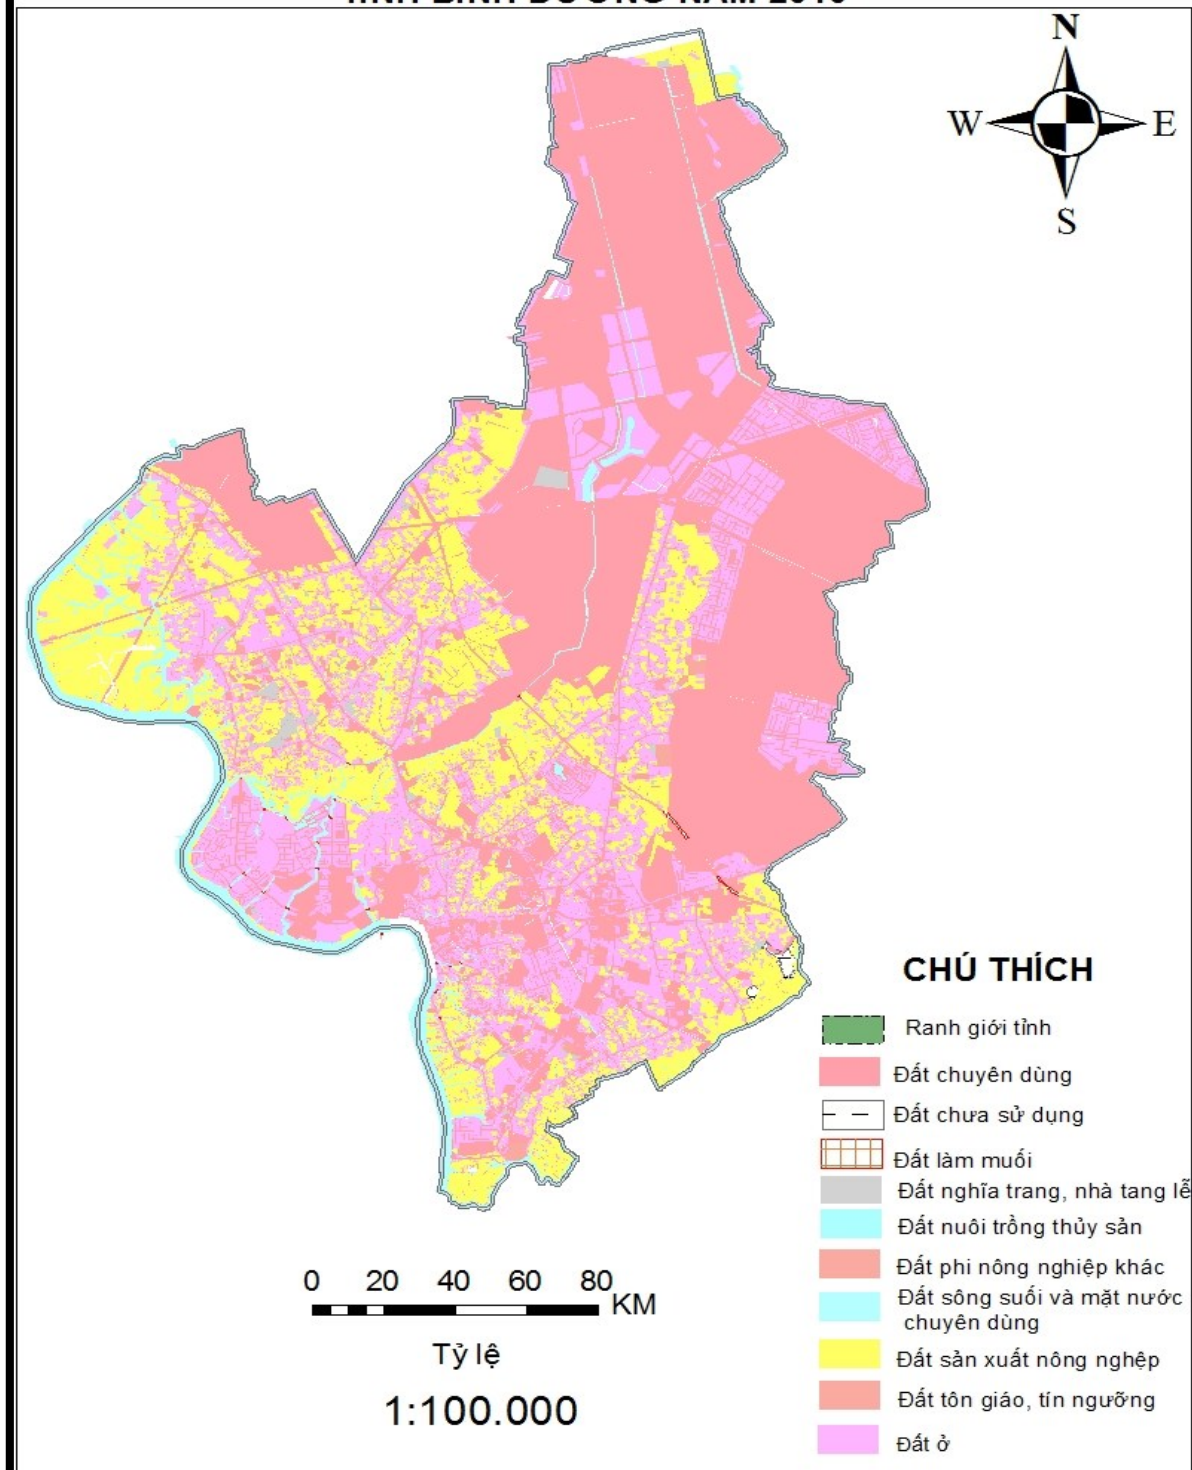 N
W E
S
CHÚ THÍCH
Ranh giới tỉnh
Đất chuyên dùng
Đất chưa sử dụng
Đất làm muối
Đất nghĩa trang, nhà tang lễ
Đất nuôi trồng thủy sản
Đất phi nông nghiệp khác
Đất sông suối và mặt nước
chuyên dùng
Đất sản xuất nông nghệp
Đất tôn giáo, tín ngưỡng
Đất ở
0 20 40 60 80
KM
Tỷ lệ
1:100.000